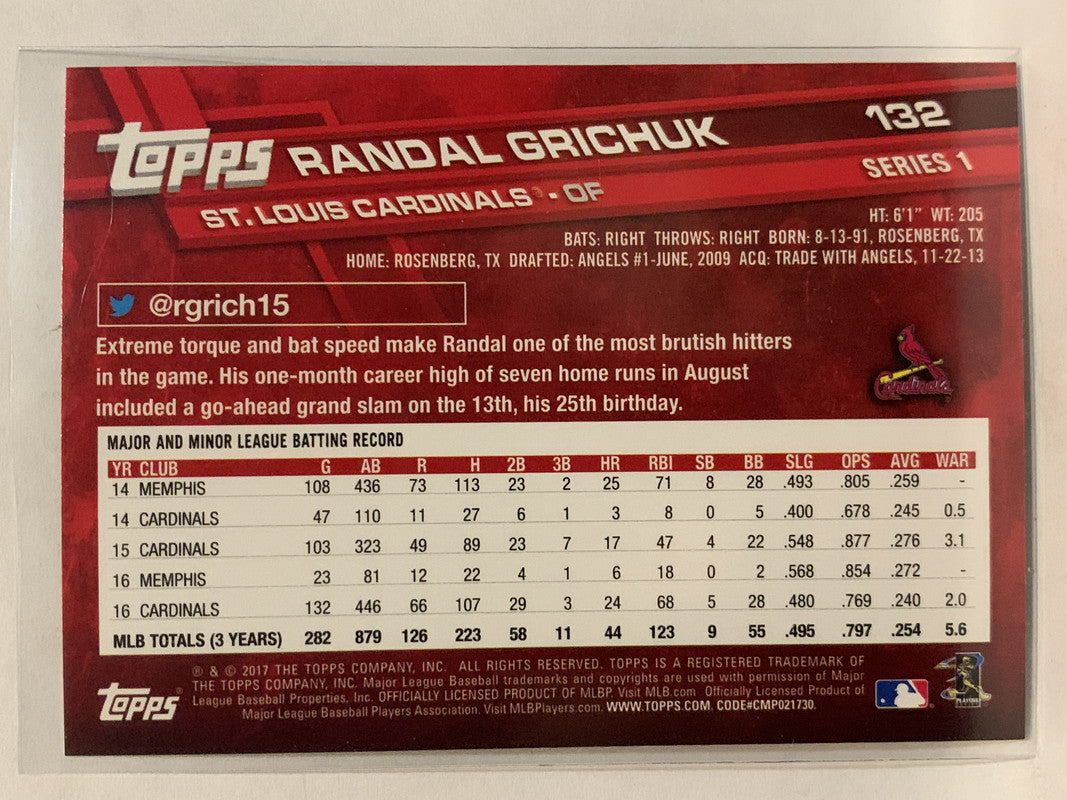 Topps RANDAL GRICHUK 132
ST. LOUIS CARDINALS® • OF SERIES 1
HT: 6'1" WT: 205
BATS: RIGHT THROWS: RIGHT BORN: 8-13-91, ROSENBERG, TX
HOME: ROSENBERG, TX DRAFTED: ANGELS #1-JUNE, 2009 ACQ: TRADE WITH ANGELS, 11-22-13
@rgrich15
Extreme torque and bat speed make Randal one of the most brutish hitters
in the game. His one-month career high of seven home runs in August
included a go-ahead grand slam on the 13th, his 25th birthday.
Cardinals
MAJOR AND MINOR LEAGUE BATTING RECORD
YR CLUB G AB R H 2B 3B HR RBI SB BB SLG OPS AVG WAR
14 MEMPHIS 108 436 73 113 23 2 25 71 8 28 .493 .805 .259 -
14 CARDINALS 47 110 11 27 6 1 3 8 0 5 .400 .678 .245 0.5
15 CARDINALS 103 323 49 89 23 7 17 47 4 22 .548 .877 .276 3.1
16 MEMPHIS 23 81 12 22 4 1 6 18 0 2 .568 .854 .272 -
16 CARDINALS 132 446 66 107 29 3 24 68 5 28 .480 .769 .240 2.0
MLB TOTALS (3 YEARS) 282 879 126 223 58 11 44 123 9 55 .495 .797 .254 5.6
® & © 2017 THE TOPPS COMPANY, INC. ALL RIGHTS RESERVED. TOPPS IS A REGISTERED TRADEMARK OF
THE TOPPS COMPANY, INC. Major League Baseball trademarks and copyrights are used with permission of Major
League Baseball Properties, Inc. OFFICIALLY LICENSED PRODUCT OF MLBP. Visit MLB.com Officially Licensed Product of
Major League Baseball Players Association. Visit MLBPlayers.com. WWW.TOPPS.COM. CODE#CMP021730.
Topps®
PLAYERS